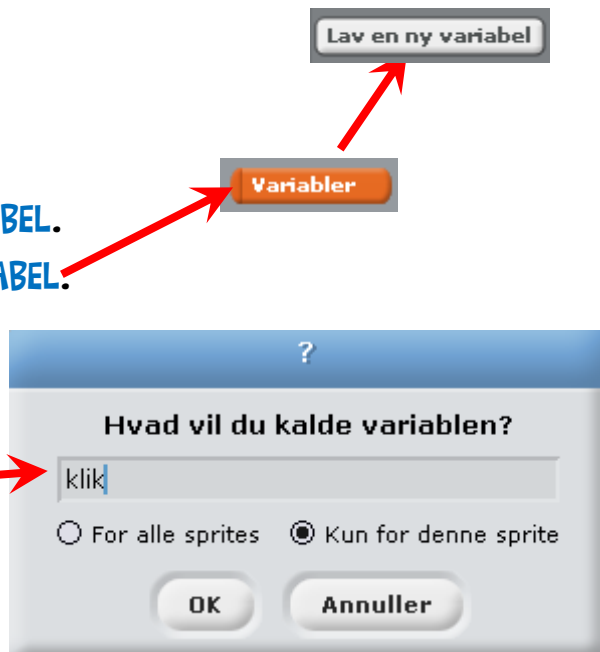 Lav en ny variabel
Variabler
BEL.
ABEL.
?
Hvad vil du kalde variablen?
klik
For alle sprites Kun for denne sprite
OK Annuller